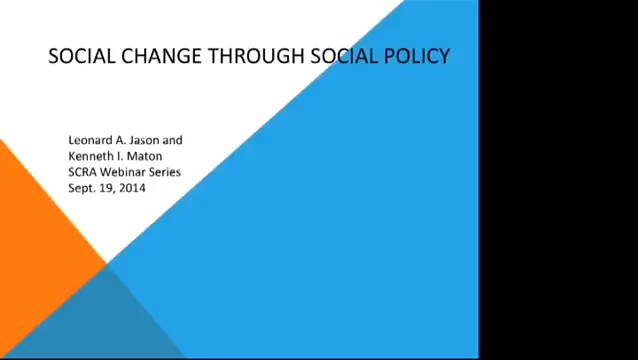 SOCIAL CHANGE THROUGH SOCIAL POLICY
Leonard A. Jason and
Kenneth I. Maton
SCRA Webinar Series
Sept. 19, 2014